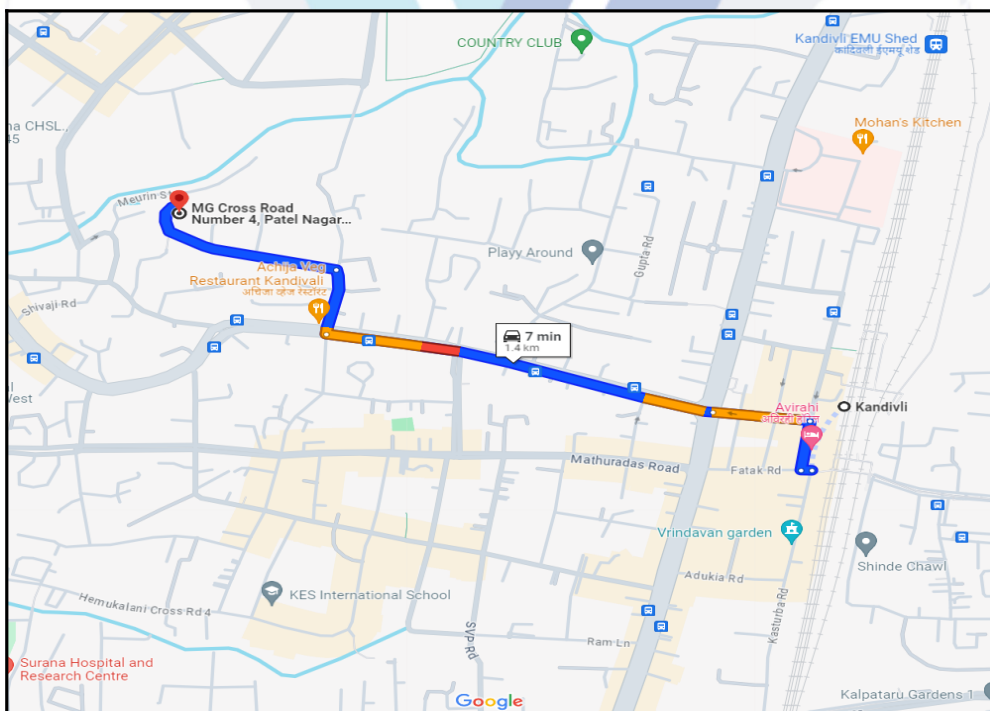 COUNTRY CLUB
Kandivli EMU Shed
कांदिवली ईएमयू शेड
Mohan's Kitchen
na CHSL.,
45
Meurin
MG Cross Road
Number 4, Patel Nagar...
Playy Around
Gupta Rd
Achija Veg
Restaurant Kandivali
अचिजा व्हेज रेस्टॉरंट
Shivaji Rd
7 min
1.4 km
West
Avirahi
Kandivli
Mathuradas Road
Fatak Rd
Vrindavan garden
Shinde Chawl
Adukia Rd
KES International School
Hemukalani Cross Rd 4
Kasturba Rd
SVP Rd
Ram Ln
Surana Hospital and
Research Centre
Google
Kalpataru Gardens 1